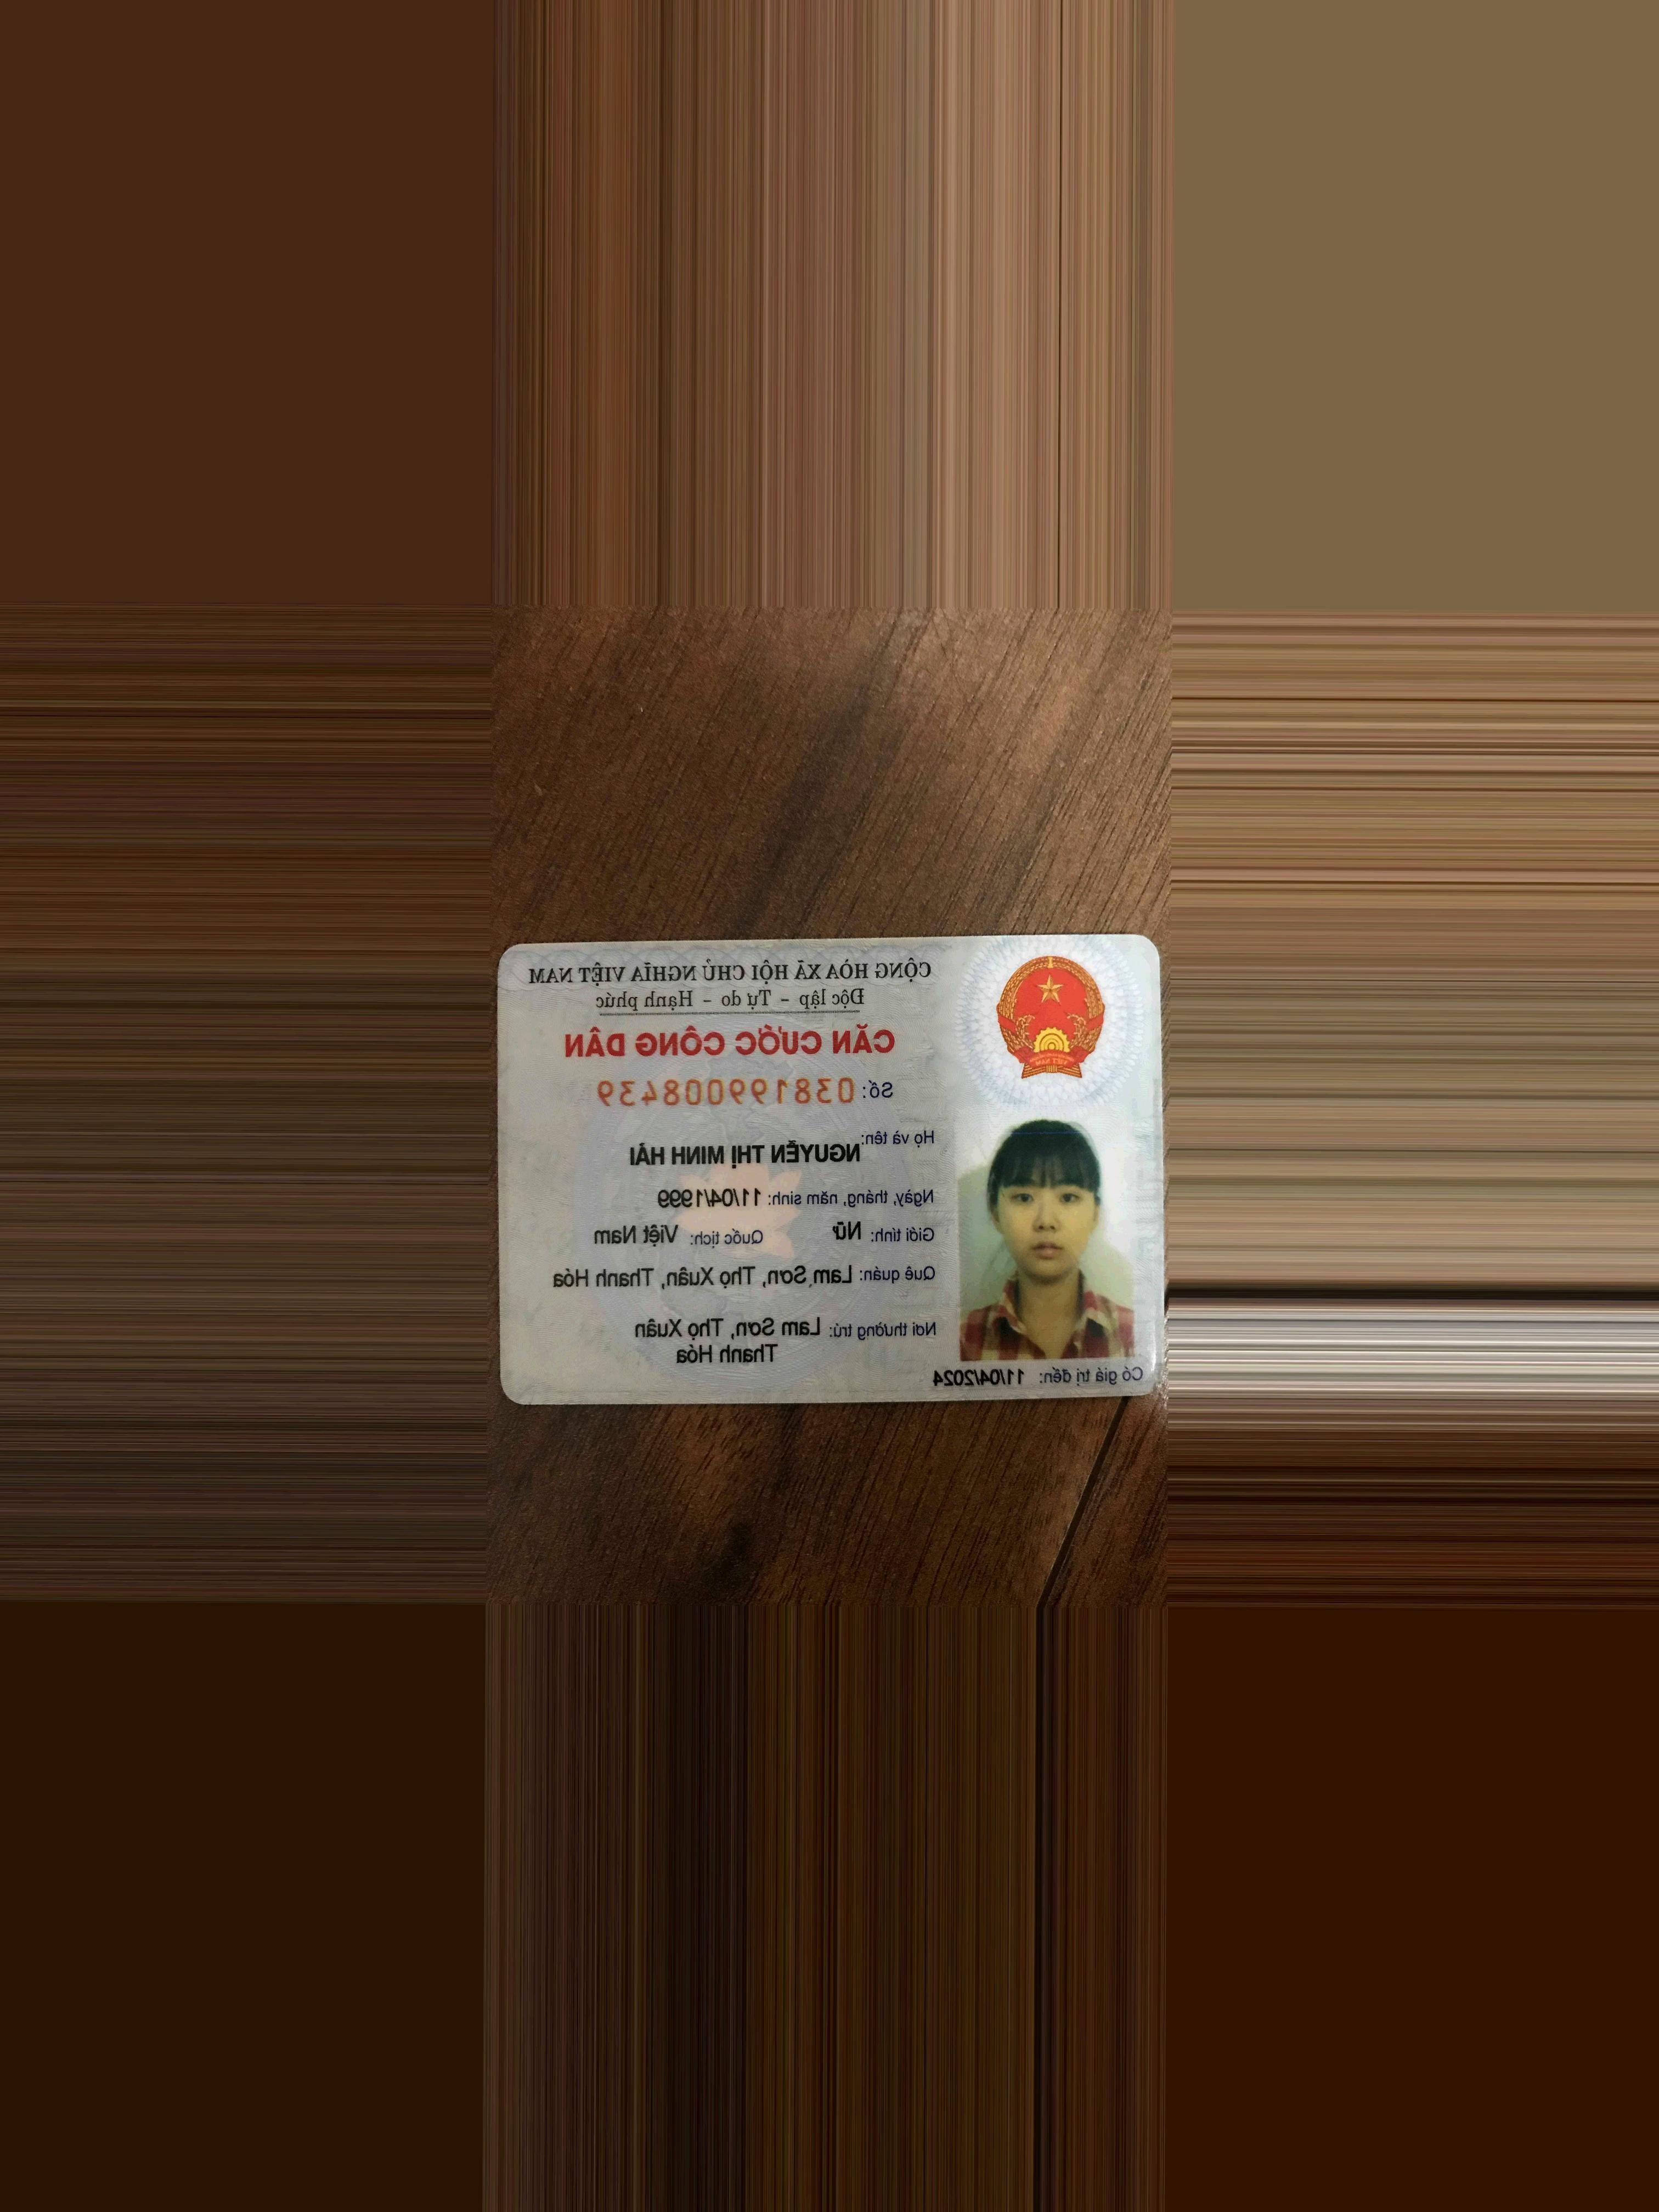 CỘNG HÒA XÃ HỘI CHỦ NGHĨA VIỆT NAM
Độc lập - Tự do - Hạnh phúc
CĂN CƯỚC CÔNG DÂN
Số: 038199008439
Họ và tên: NGUYỄN THỊ MINH HẢI
Ngày, tháng, năm sinh: 11/04/1999
Giới tính: Nữ Quốc tịch: Việt Nam
Quê quán: Lam Sơn, Thọ Xuân, Thanh Hóa
Nơi thường trú: Lam Sơn, Thọ Xuân
Thanh Hóa
Có giá trị đến: 11/04/2024